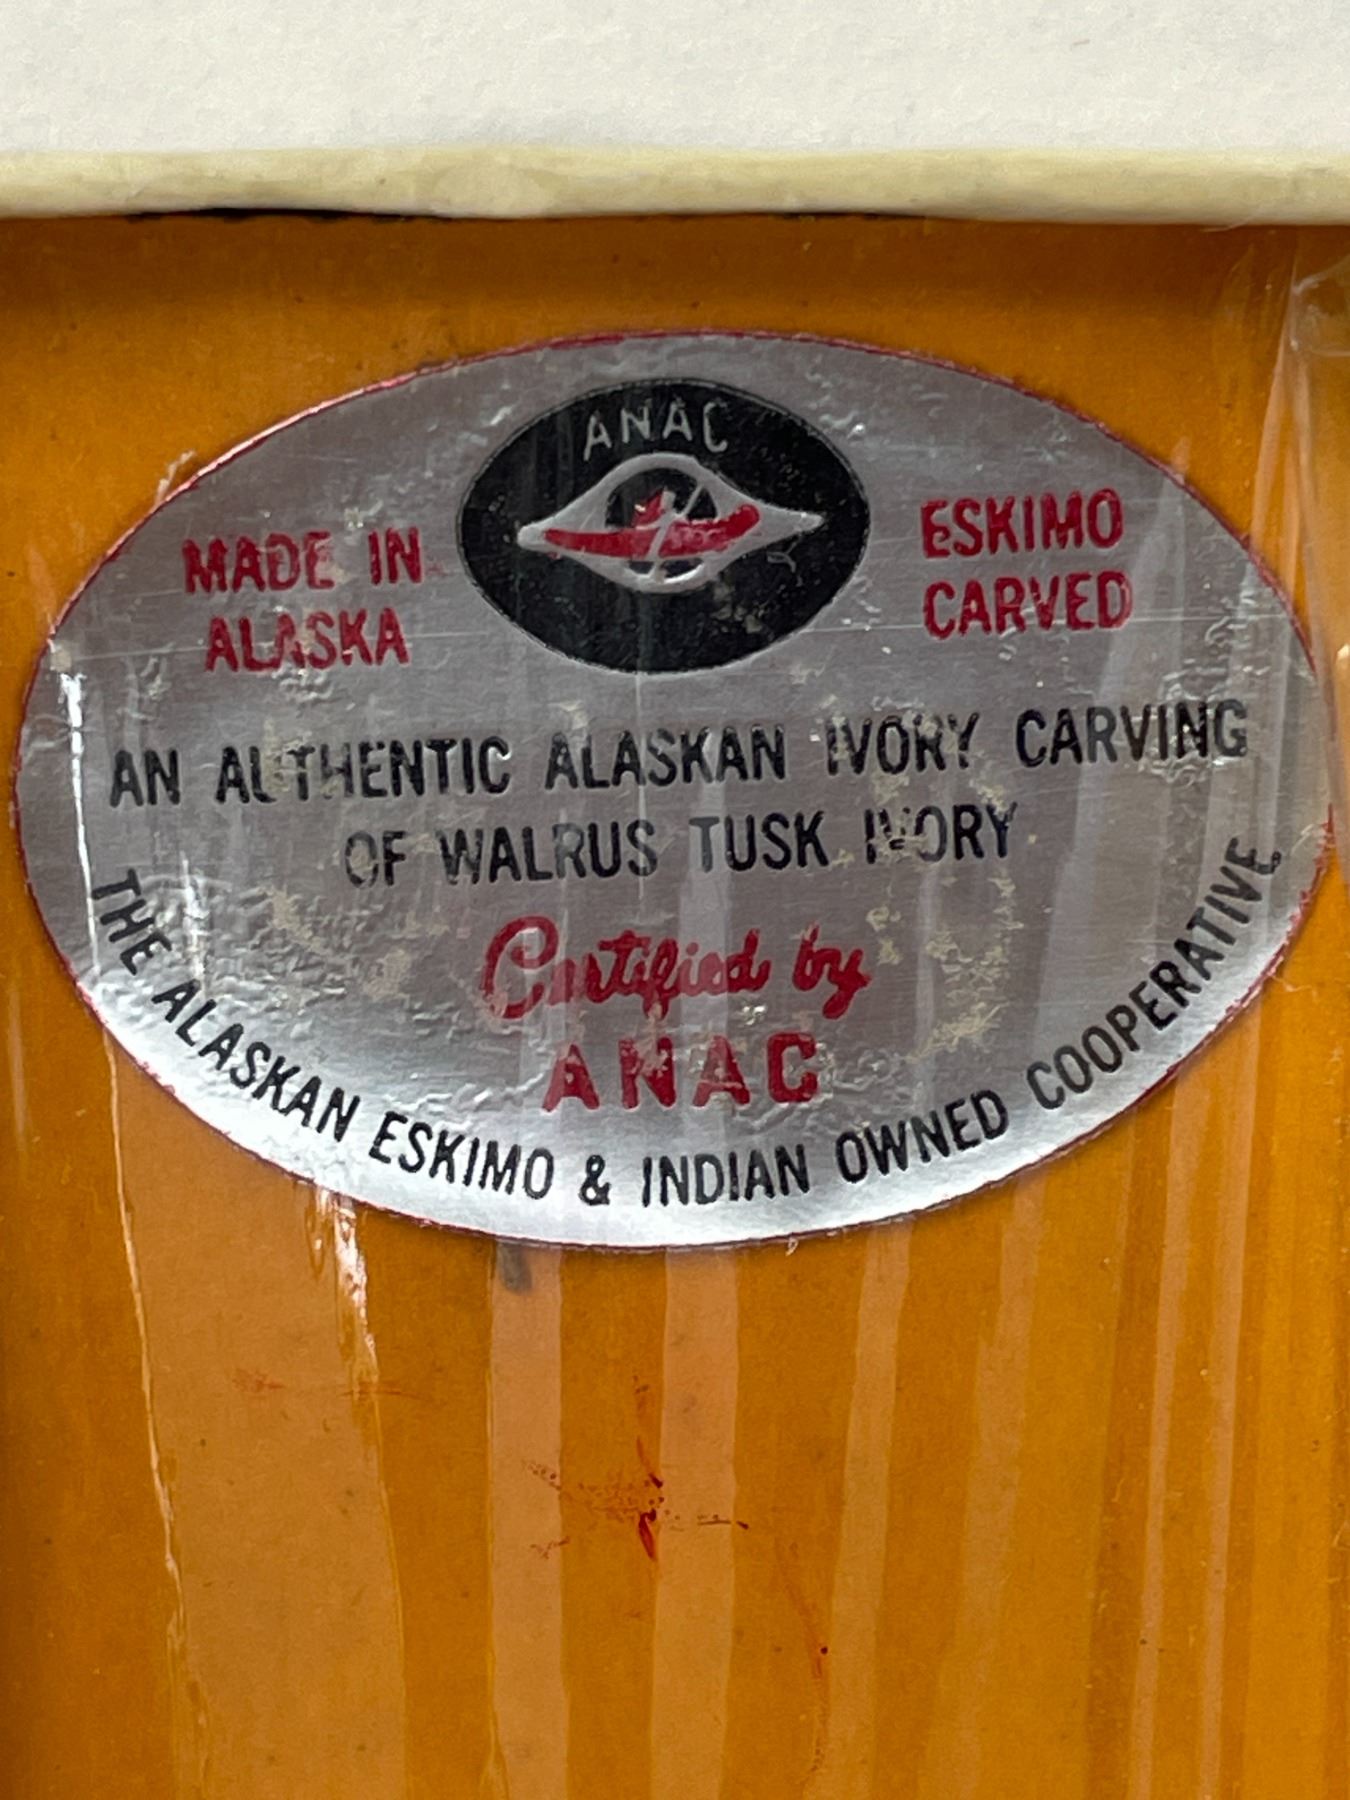 ANAC
MADE IN
ALASKA
ESKIMO
CARVED
AN AUTHENTIC ALASKAN IVORY CARVING
OF WALRUS TUSK IVORY
Certified by
ANAC
THE ALASKAN ESKIMO & INDIAN OWNED COOPERATIVE